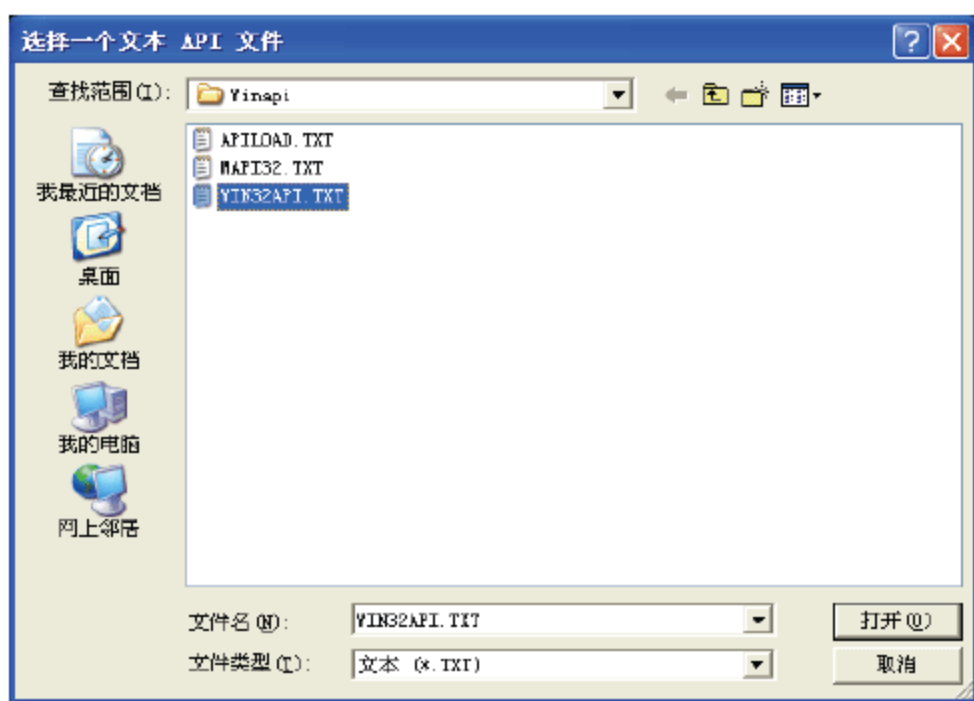 选择一个文本 API 文件
查找范围(I):
Winapi
APILOAD.TXT
MAPI32.TXT
WIN32API.TXT
我最近的文档
桌面
我的文档
我的电脑
网上邻居
文件名(N):
WIN32API.TXT
打开(O)
文件类型(T):
文本 (*.TXT)
取消